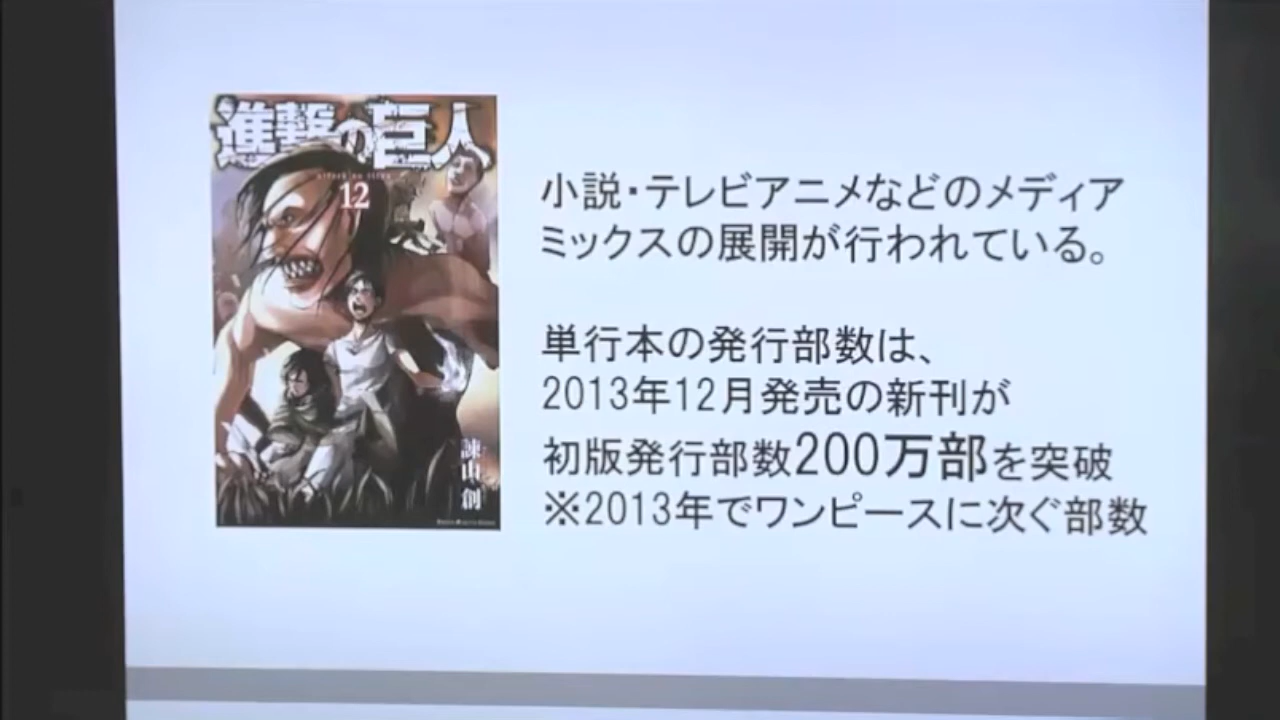 進撃の巨人
attack on titan
12
諫山創
小説・テレビアニメなどのメディア
ミックスの展開が行われている。
単行本の発行部数は、
2013年12月発売の新刊が
初版発行部数200万部を突破
※2013年でワンピースに次ぐ部数